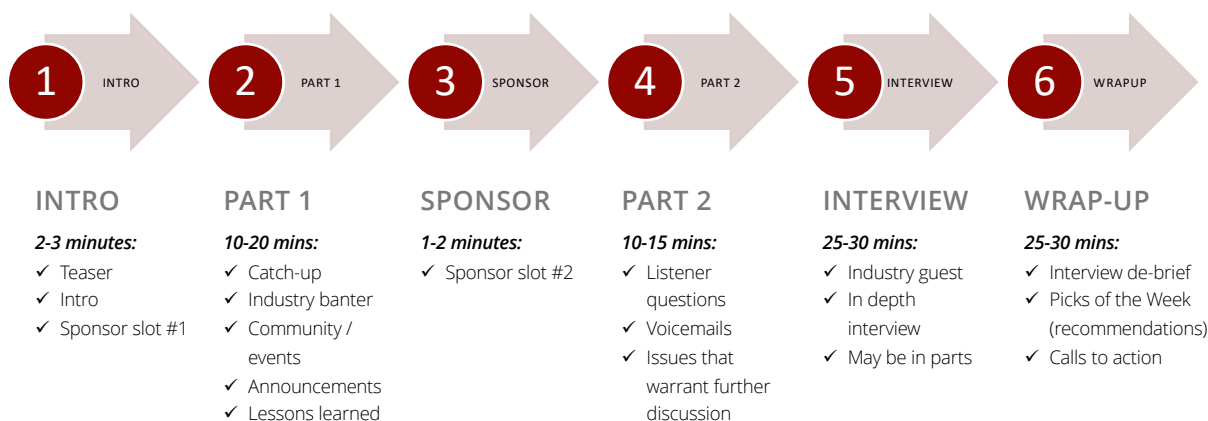 1 INTRO
2 PART 1
3 SPONSOR
4 PART 2
5 INTERVIEW
6 WRAPUP
INTRO
2-3 minutes:
✓ Teaser
✓ Intro
✓ Sponsor slot #1
PART 1
10-20 mins:
✓ Catch-up
✓ Industry banter
✓ Community /
events
✓ Announcements
✓ Lessons learned
SPONSOR
1-2 minutes:
✓ Sponsor slot #2
PART 2
10-15 mins:
✓ Listener
questions
✓ Voicemails
✓ Issues that
warrant further
discussion
INTERVIEW
25-30 mins:
✓ Industry guest
✓ In depth
interview
✓ May be in parts
WRAP-UP
25-30 mins:
✓ Interview de-brief
✓ Picks of the Week
(recommendations)
✓ Calls to action